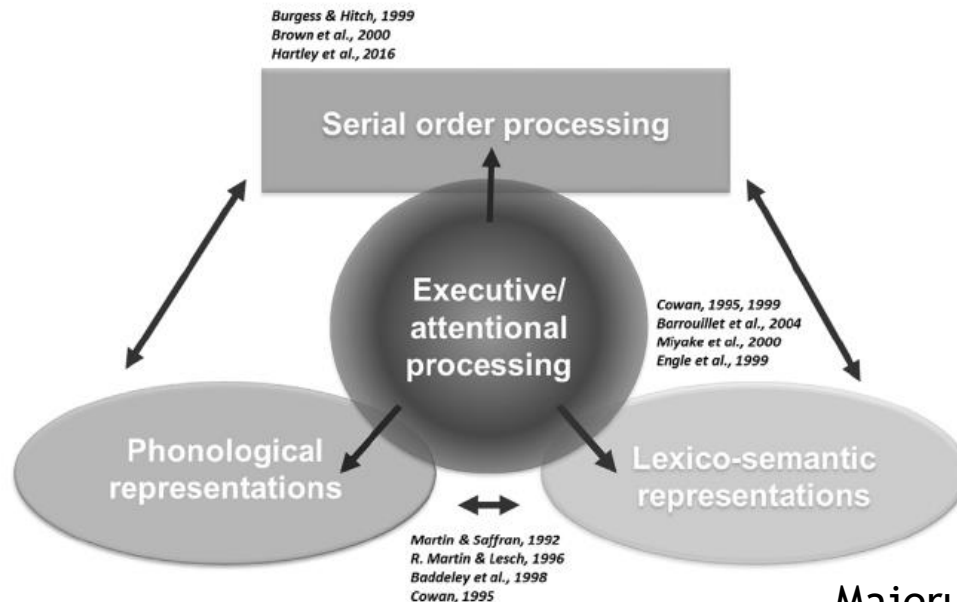 Burgess & Hitch, 1999
Brown et al., 2000
Hartley et al., 2016
Serial order processing
Executive/
attentional
processing
Cowan, 1995, 1999
Barrouillet et al., 2004
Miyake et al., 2000
Engle et al., 1999
Phonological
representations
Lexico-semantic
representations
Martin & Saffran, 1992
R. Martin & Lesch, 1996
Baddeley et al., 1998
Cowan, 1995